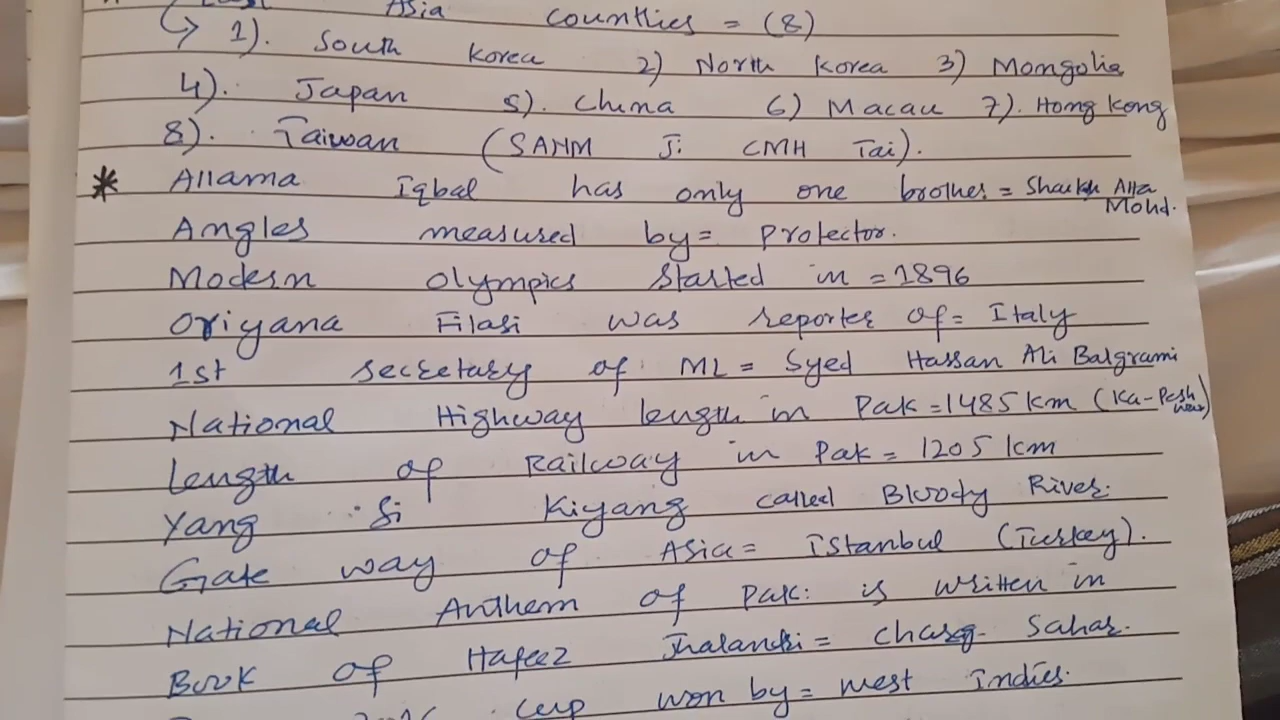 Asia Countries = (8)
↳ 1). South Korea 2) North Korea 3) Mongolia
4). Japan 5). China 6) Macau 7). Hong Kong
8). Taiwan (SANM J. CMH Tai).
* Allama Iqbal has only one brother = Shaikh Atta Mohd.
Angles measured by = Protector.
Modern Olympics Started in = 1896
Oriyana Filasi was reporter of = Italy
1st secretary of ML = Syed Hassan Ali Balgrami
National Highway length in Pak = 1485 km (Ka-Peshwar)
Length of Railway in Pak = 1205 km
Yang Si Kiyang called Bloody River.
Gate way of Asia = Istanbul (Turkey).
National Anthem of Pak: is written in
Book of Hafeez Jhalandri = Charag Sahar.
Cup won by = West Indies.